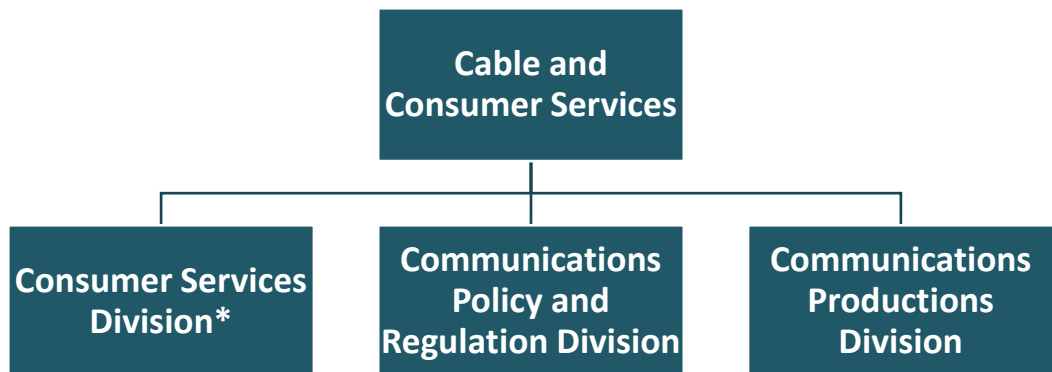 Cable and
Consumer Services
Consumer Services
Division*
Communications
Policy and
Regulation Division
Communications
Productions
Division